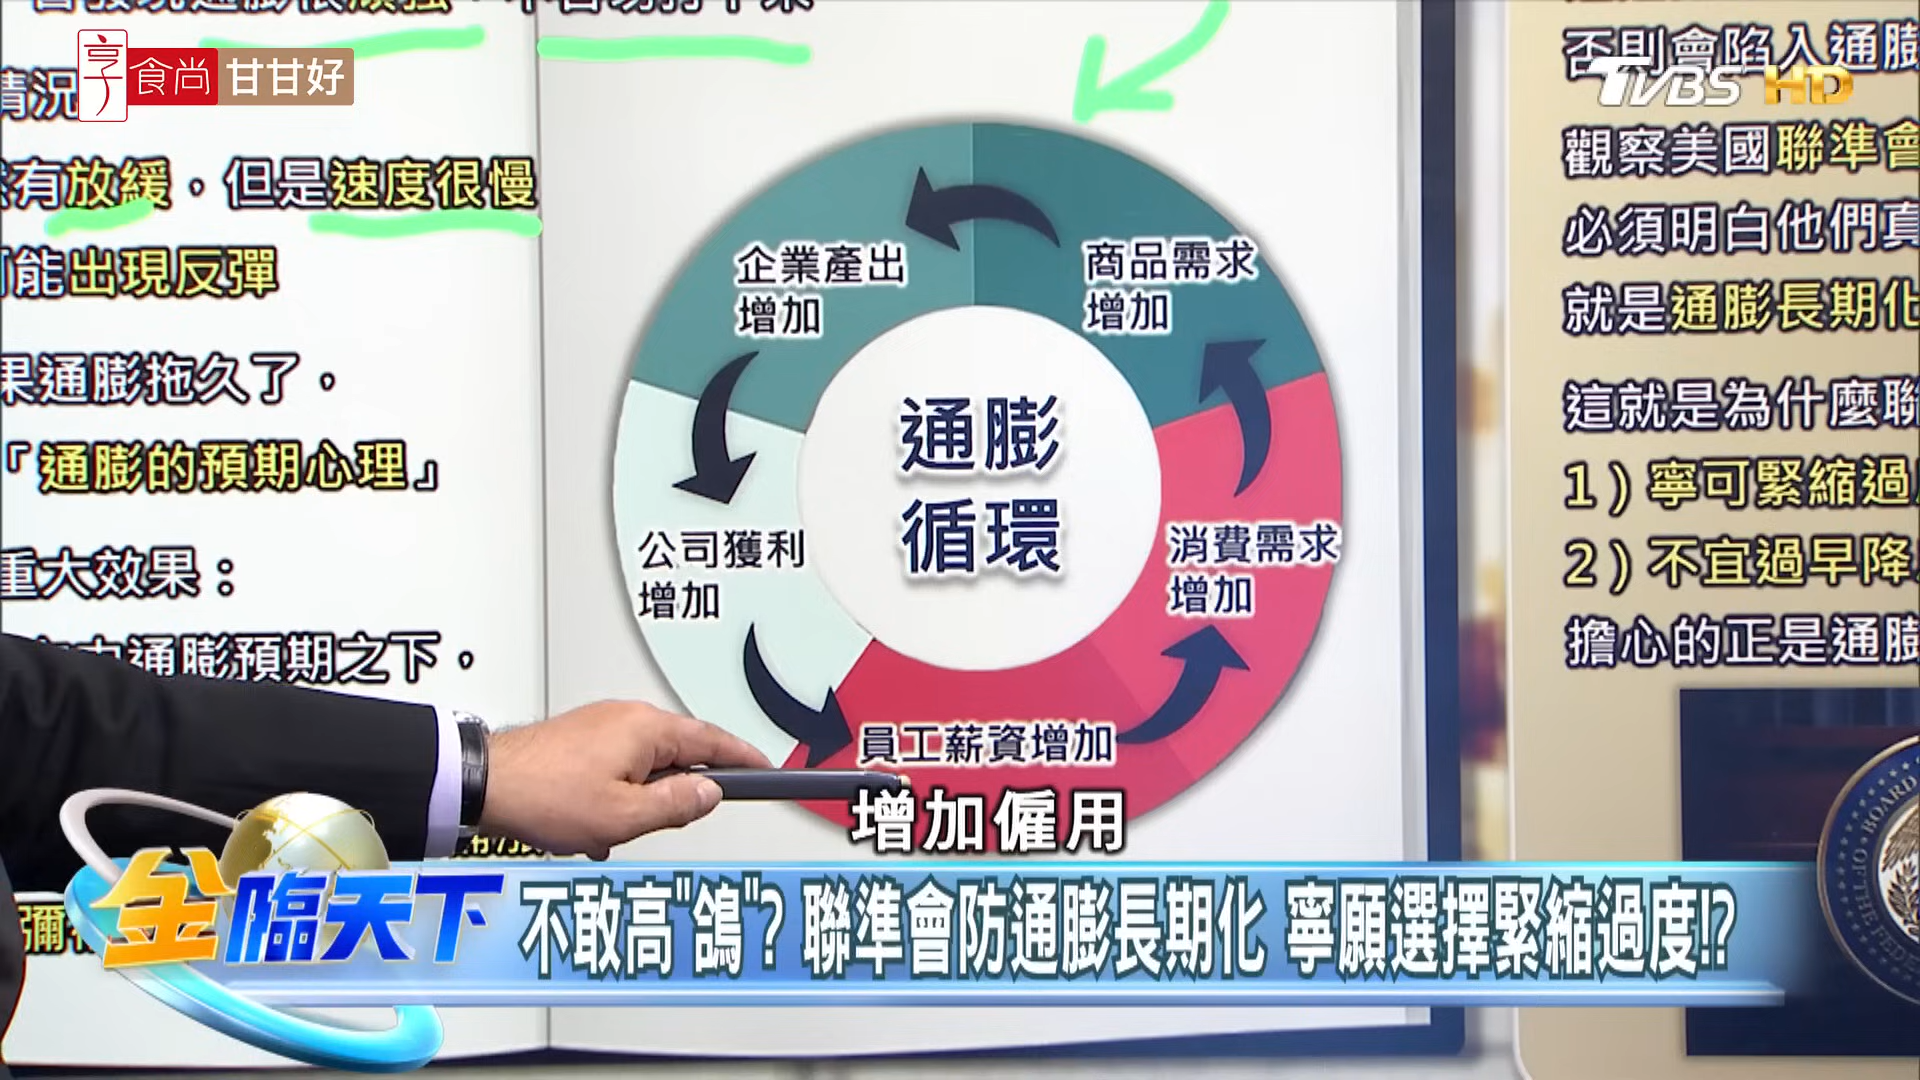 享
食尚
甘甘好
TVBS HD
情況
有放緩，但是速度很慢
能出現反彈
果通膨拖久了，
「通膨的預期心理」
重大效果：
通膨預期之下，
商品需求
增加
企業產出
增加
公司獲利
增加
員工薪資增加
增加僱用
消費需求
增加
通膨
循環
否則會陷入通膨
觀察美國聯準會
必須明白他們真
就是通膨長期化
這就是為什麼聯
1）寧可緊縮過
2）不宜過早降
擔心的正是通膨
BOARD OF THE FED
金臨天下
不敢高"鴿"? 聯準會防通膨長期化 寧願選擇緊縮過度!?